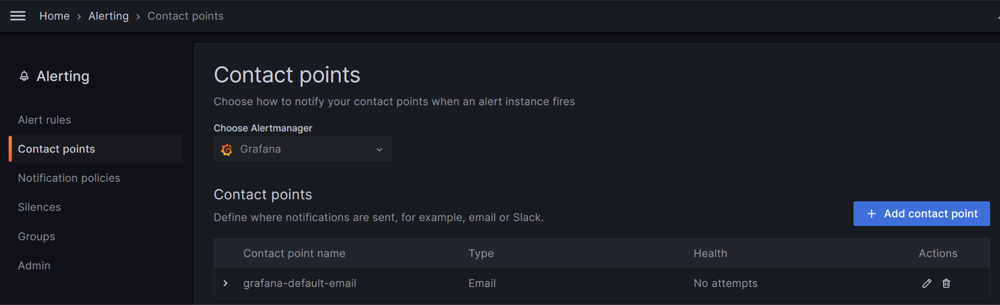 Home › Alerting › Contact points
Alerting
Alert rules
Contact points
Notification policies
Silences
Groups
Admin
Contact points
Choose how to notify your contact points when an alert instance fires
Choose Alertmanager
Grafana
Contact points
Define where notifications are sent, for example, email or Slack.
+ Add contact point
Contact point name Type Health Actions
grafana-default-email Email No attempts